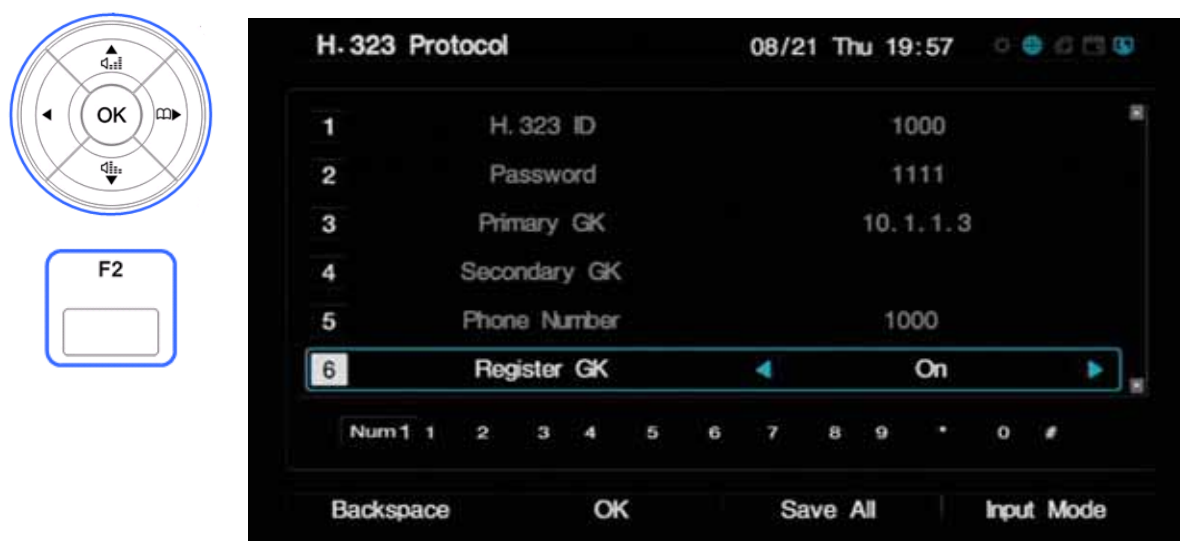 OK
F2
H.323 Protocol 08/21 Thu 19:57
1 H.323 ID 1000
2 Password 1111
3 Primary GK 10.1.1.3
4 Secondary GK
5 Phone Number 1000
6 Register GK On
Num1 1 2 3 4 5 6 7 8 9 * 0 #
Backspace OK Save All Input Mode